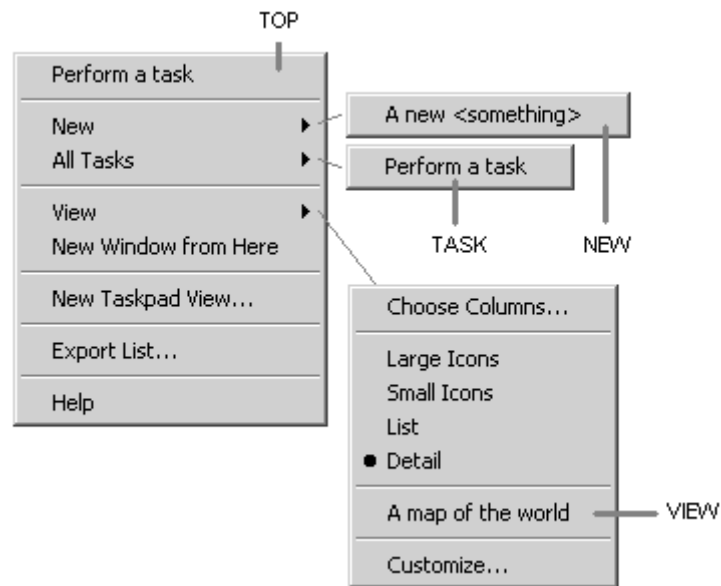 TOP
Perform a task
New
All Tasks
View
New Window from Here
New Taskpad View...
Export List...
Help
A new <something>
Perform a task
TASK
NEW
Choose Columns...
Large Icons
Small Icons
List
Detail
A map of the world
VIEW
Customize...